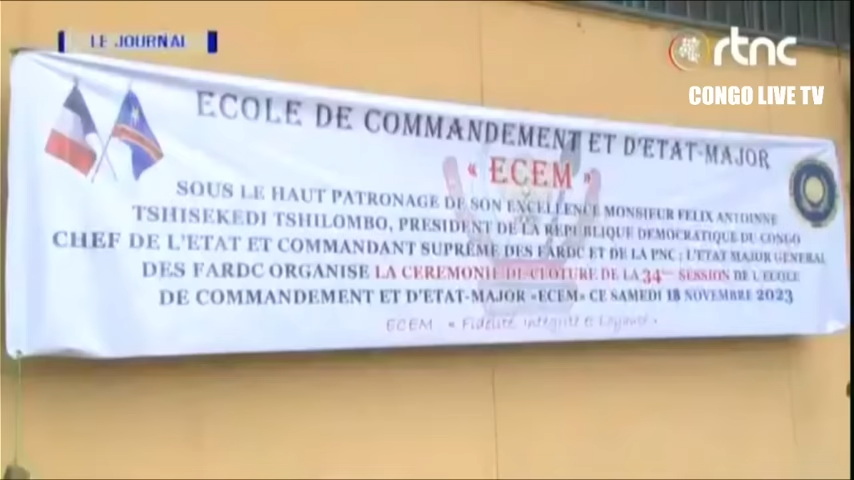 LE JOURNAL
rtnc
CONGO LIVE TV
ECOLE DE COMMANDEMENT ET D'ETAT-MAJOR
« ECEM »
SOUS LE HAUT PATRONAGE DE SON EXCELLENCE MONSIEUR FELIX ANTOINE
TSHISEKEDI TSHILOMBO, PRESIDENT DE LA REPUBLIQUE DEMOCRATIQUE DU CONGO
CHEF DE L'ETAT ET COMMANDANT SUPREME DES FARDC ET DE LA PNC ; L'ETAT MAJOR GENERAL
DES FARDC ORGANISE LA CEREMONIE DE CLOTURE DE LA 34ème SESSION DE L'ECOLE
DE COMMANDEMENT ET D'ETAT-MAJOR «ECEM» CE SAMEDI 18 NOVEMBRE 2023
ECEM « Fidélité, Intégrité et Loyauté »